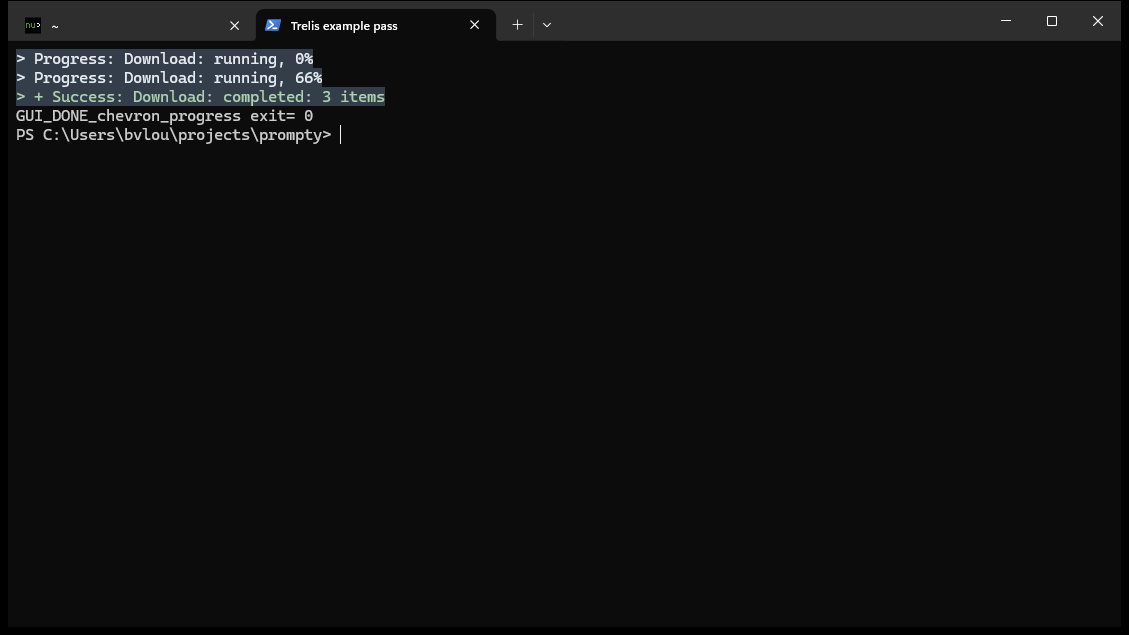 nu> ~
Trelis example pass
> Progress: Download: running, 0%
> Progress: Download: running, 66%
> + Success: Download: completed: 3 items
GUI_DONE_chevron_progress exit= 0
PS C:\Users\bvlou\projects\prompty>